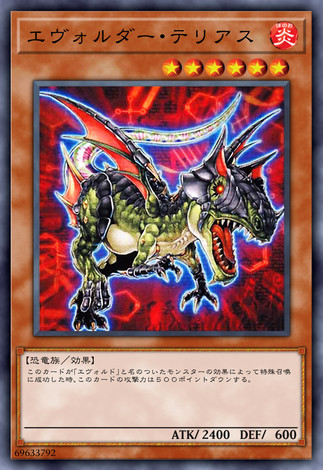 エヴォルダー・テリアス
炎
【恐竜族／効果】
このカードが「エヴォルド」と名のついたモンスターの効果によって特殊召喚
に成功した時、このカードの攻撃力は５００ポイントダウンする。
ATK/ 2400 DEF/ 600
69633792